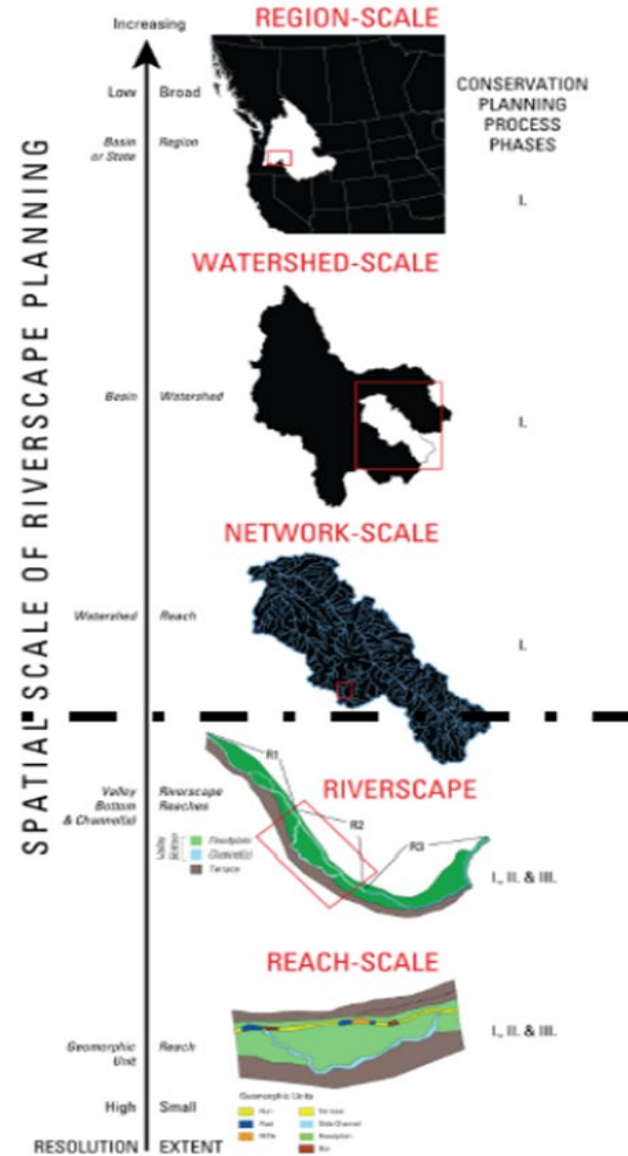 REGION-SCALE
Increasing
Low Broad
CONSERVATION
PLANNING
PROCESS
PHASES
Basin
or State
Region
I.
SPATIAL SCALE OF RIVERSCAPE PLANNING
WATERSHED-SCALE
Basin Watershed
I.
NETWORK-SCALE
Watershed Reach
I.
R1
RIVERSCAPE
Valley
Bottom
& Channel(s)
Riverscape
Reaches
R2
R3
Valley
Bottom
Floodplain
Channel(s)
Terrace
I., II. & III.
REACH-SCALE
I., II. & III.
Geomorphic
Unit
Reach
Geomorphic Units
High Small
Run
Terrace
Pool
Side Channel
Riffle
Floodplain
Bar
RESOLUTION EXTENT